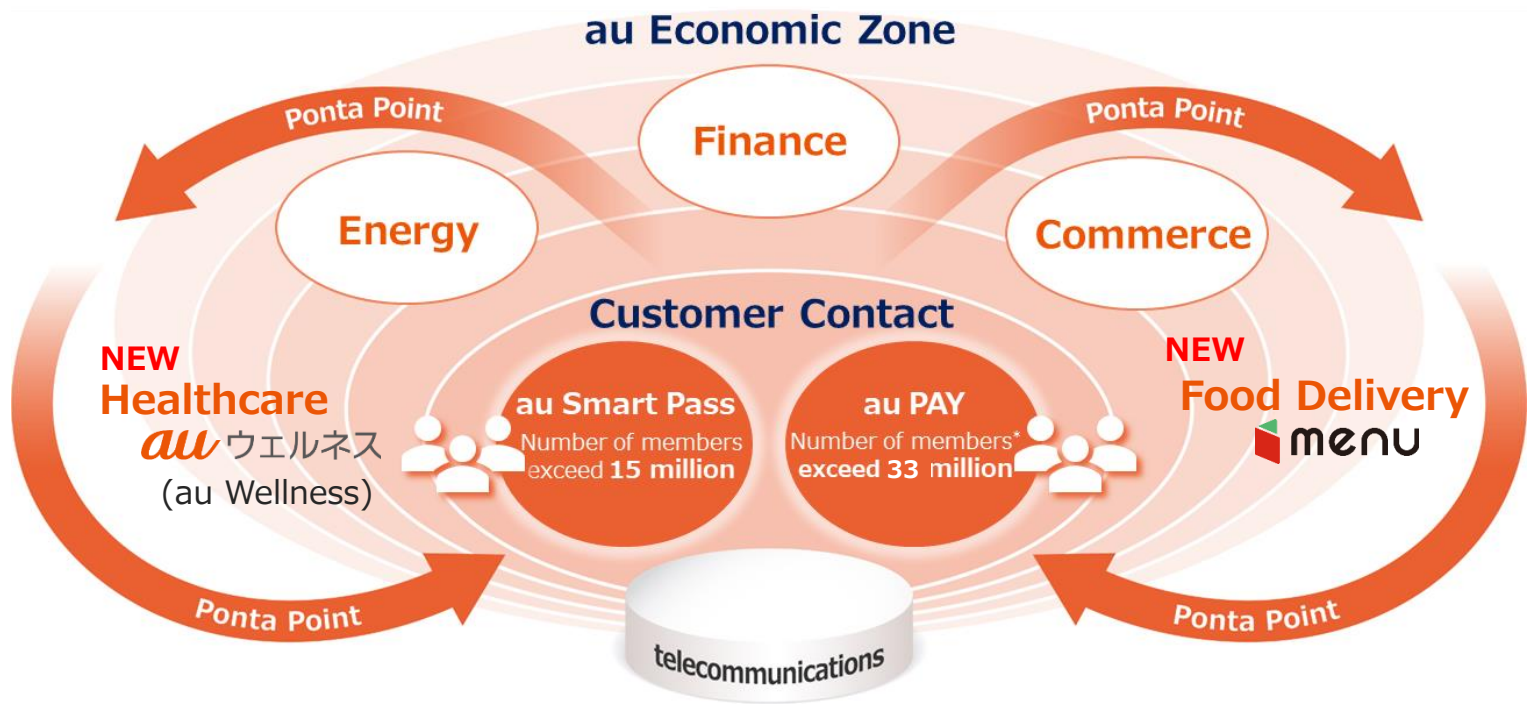 au Economic Zone
Ponta Point
Finance
Ponta Point
Energy
Commerce
Customer Contact
NEW
Healthcare
au ウェルネス
(au Wellness)
au Smart Pass
Number of members
exceed 15 million
au PAY
Number of members*
exceed 33 million
NEW
Food Delivery
menu
Ponta Point
Ponta Point
telecommunications